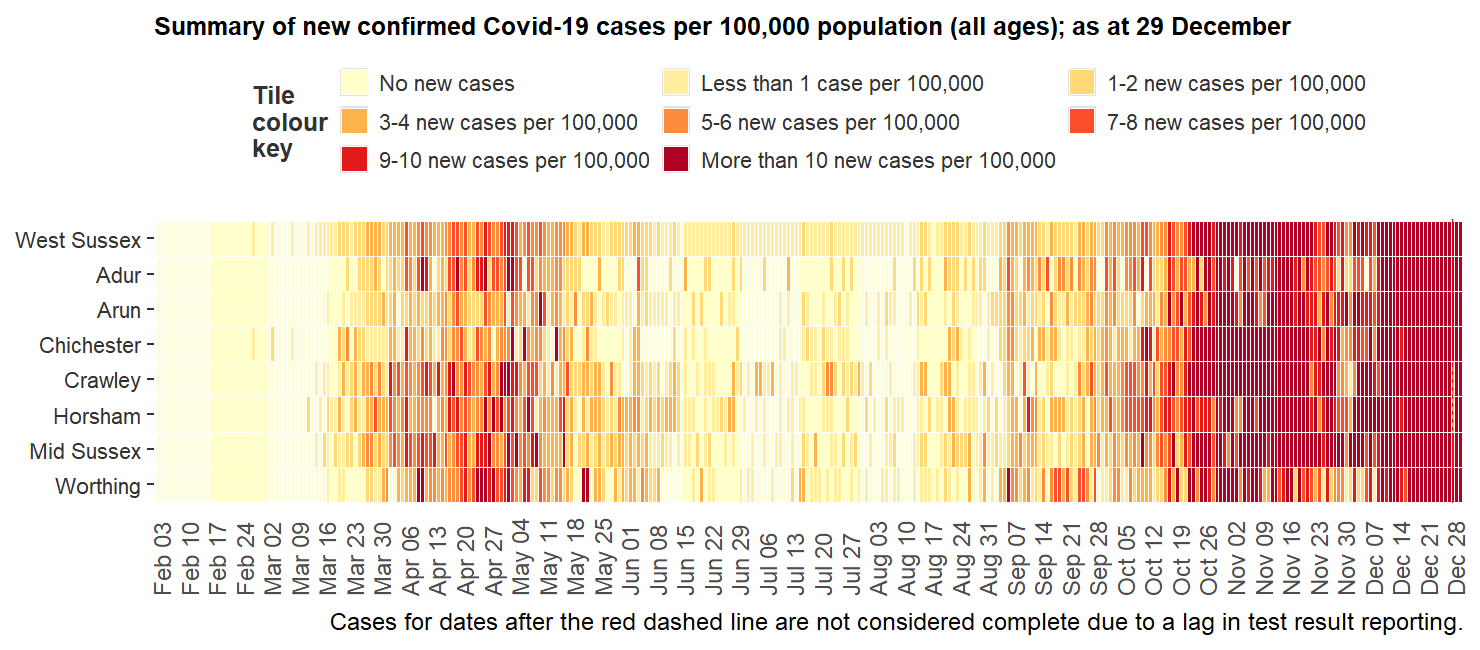 Summary of new confirmed Covid-19 cases per 100,000 population (all ages); as at 29 December
Tile
colour
key
No new cases
Less than 1 case per 100,000
1-2 new cases per 100,000
3-4 new cases per 100,000
5-6 new cases per 100,000
7-8 new cases per 100,000
9-10 new cases per 100,000
More than 10 new cases per 100,000
West Sussex
Adur
Arun
Chichester
Crawley
Horsham
Mid Sussex
Worthing
Feb 03
Feb 10
Feb 17
Feb 24
Mar 02
Mar 09
Mar 16
Mar 23
Mar 30
Apr 06
Apr 13
Apr 20
Apr 27
May 04
May 11
May 18
May 25
Jun 01
Jun 08
Jun 15
Jun 22
Jun 29
Jul 06
Jul 13
Jul 20
Jul 27
Aug 03
Aug 10
Aug 17
Aug 24
Aug 31
Sep 07
Sep 14
Sep 21
Sep 28
Oct 05
Oct 12
Oct 19
Oct 26
Nov 02
Nov 09
Nov 16
Nov 23
Nov 30
Dec 07
Dec 14
Dec 21
Dec 28
Cases for dates after the red dashed line are not considered complete due to a lag in test result reporting.